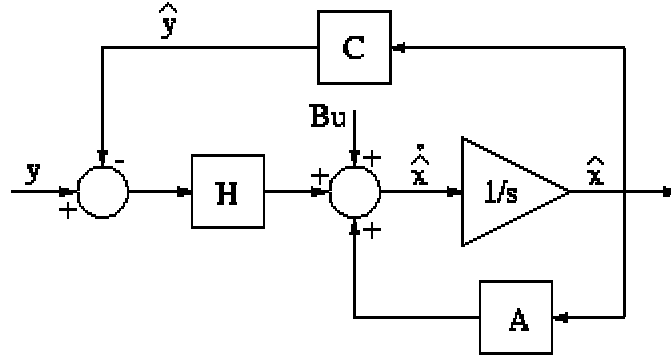 ŷ
C
Bu
y
-
+
H
+
+
+
x̂̇
1/s
x̂
A